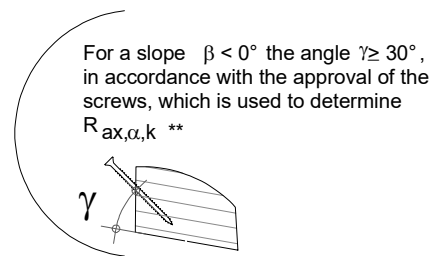 For a slope β < 0° the angle γ≥ 30°,
in accordance with the approval of the
screws, which is used to determine
R ax,α,k **
γ